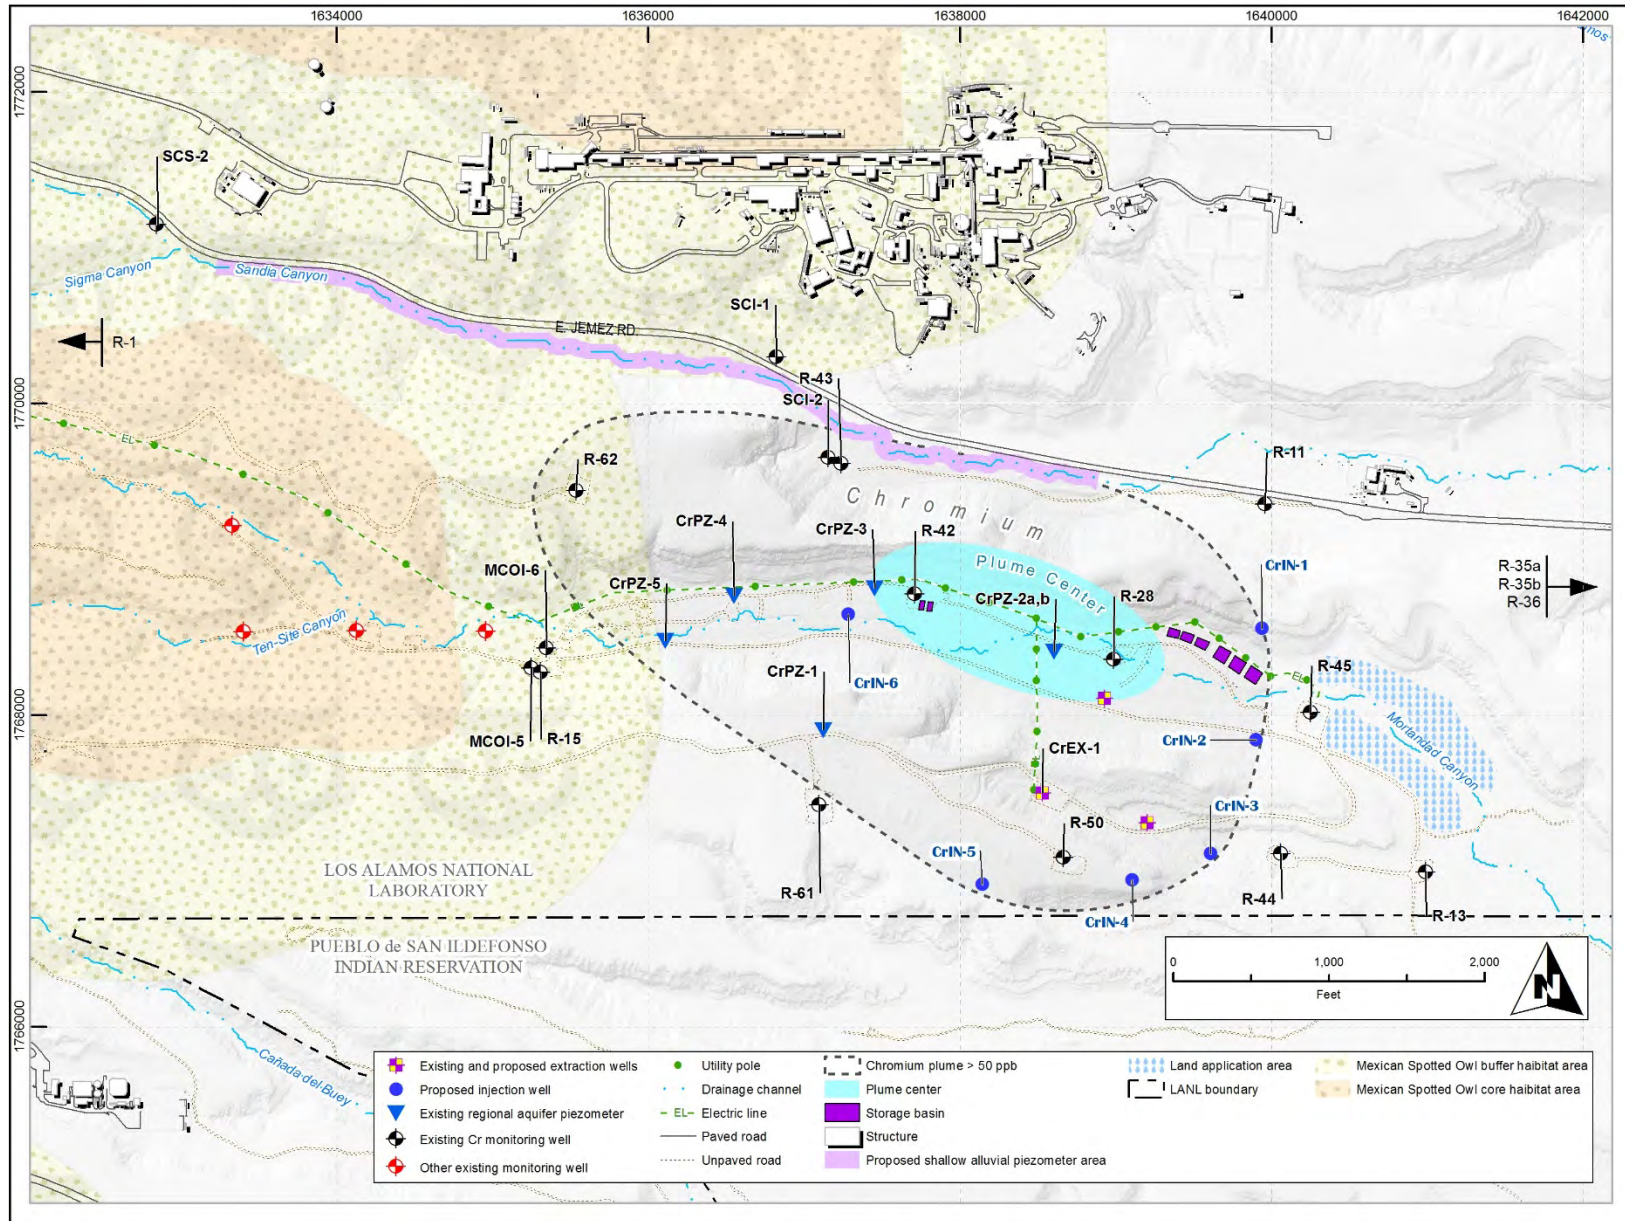 1634000
1636000
1638000
1640000
1642000
1772000
1770000
1768000
1766000
SCS-2
Sigma Canyon
Sandia Canyon
SCI-1
E. JEMEZ RD.
R-1
R-43
SCI-2
R-62
R-11
Chromium
CrPZ-4
CrPZ-3
R-42
Plume Center
EL
MCOI-6
CrPZ-5
CrPZ-2a,b
R-28
CrIN-1
R-35a
R-35b
R-36
Ten-Site Canyon
CrPZ-1
CrIN-6
R-45
EL
MCOI-5
R-15
CrIN-2
Mortandad Canyon
CrEX-1
CrIN-3
R-50
CrIN-5
R-61
CrIN-4
R-44
R-13
LOS ALAMOS NATIONAL
LABORATORY
PUEBLO de SAN ILDEFONSO
INDIAN RESERVATION
Cañada del Buey
0
1,000
2,000
Feet
N
Existing and proposed extraction wells
Proposed injection well
Existing regional aquifer piezometer
Existing Cr monitoring well
Other existing monitoring well
Utility pole
Drainage channel
EL
Electric line
Paved road
Unpaved road
Chromium plume > 50 ppb
Plume center
Storage basin
Structure
Proposed shallow alluvial piezometer area
Land application area
LANL boundary
Mexican Spotted Owl buffer haibitat area
Mexican Spotted Owl core haibitat area